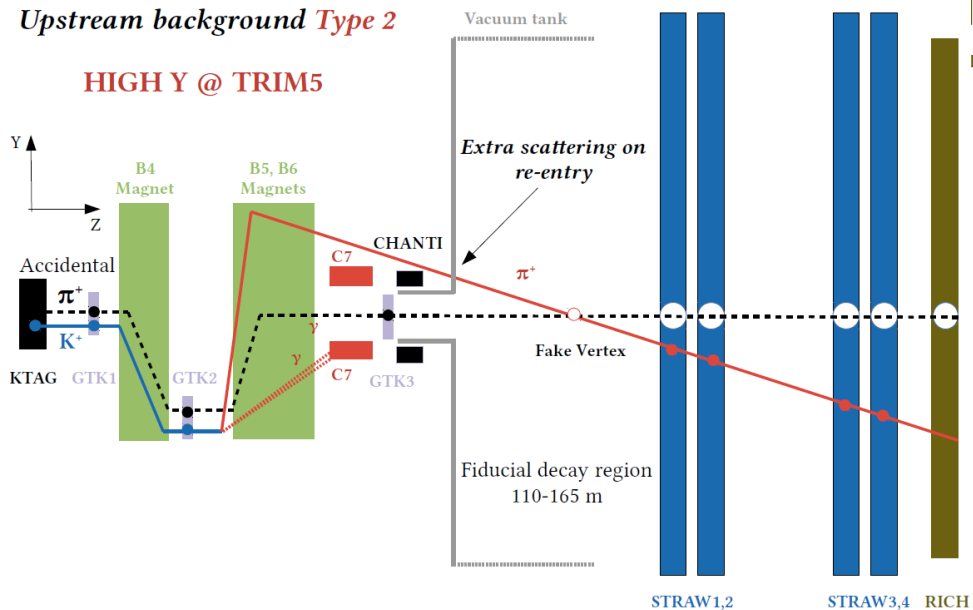 Upstream background Type 2
HIGH Y @ TRIM5
Vacuum tank
Extra scattering on
re-entry
Y
Z
B4
Magnet
B5, B6
Magnets
CHANTI
C7
π+
Accidental
π+
K+
γ
γ
Fake Vertex
C7
KTAG
GTK1
GTK2
GTK3
Fiducial decay region
110-165 m
STRAW1,2
STRAW3,4
RICH